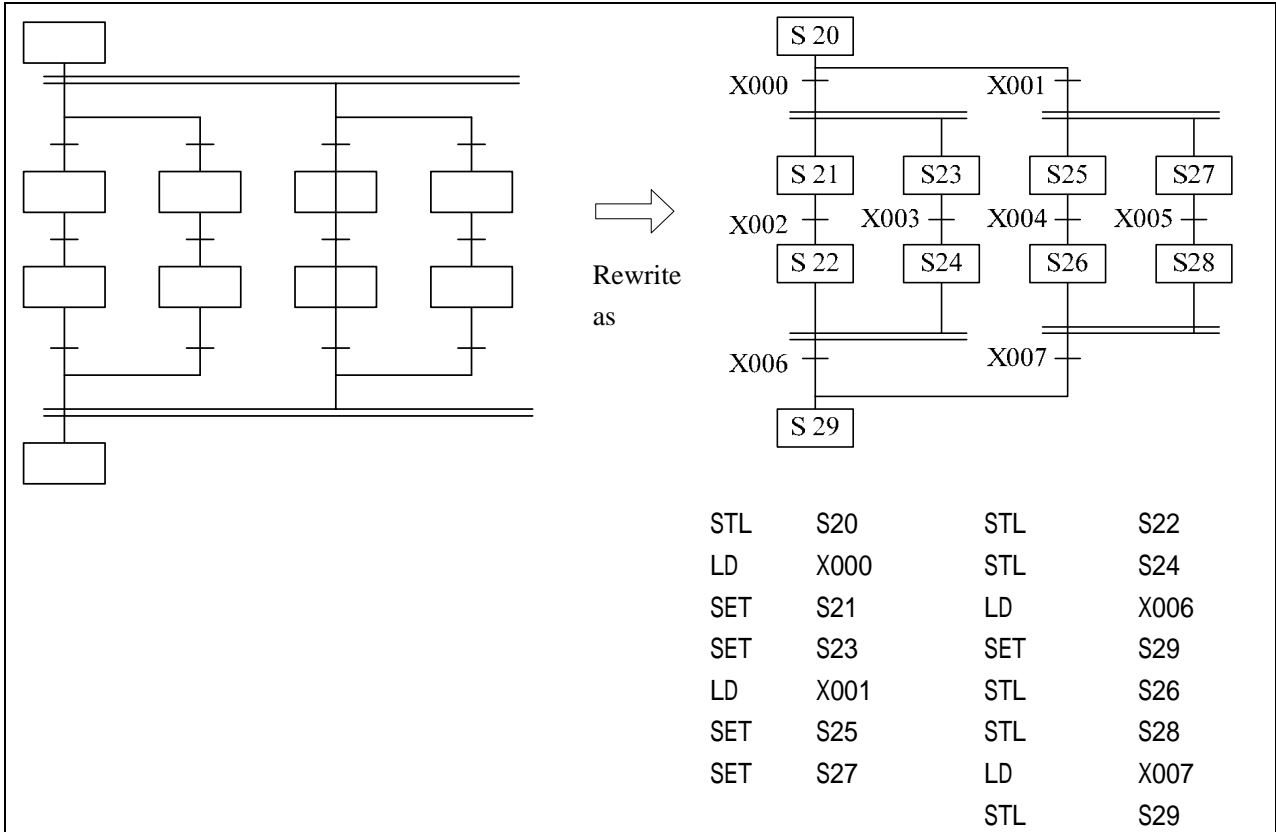 S 20
X000 X001
S 21 S23 S25 S27
X002 X003 X004 X005
S 22 S24 S26 S28
Rewrite
as
X006 X007
S 29
STL S20 STL S22
LD X000 STL S24
SET S21 LD X006
SET S23 SET S29
LD X001 STL S26
SET S25 STL S28
SET S27 LD X007
STL S29